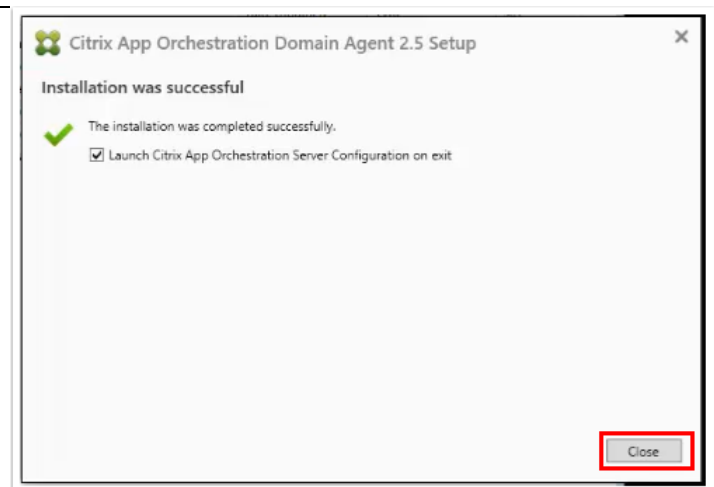 Citrix App Orchestration Domain Agent 2.5 Setup
Installation was successful
The installation was completed successfully.
Launch Citrix App Orchestration Server Configuration on exit
Close